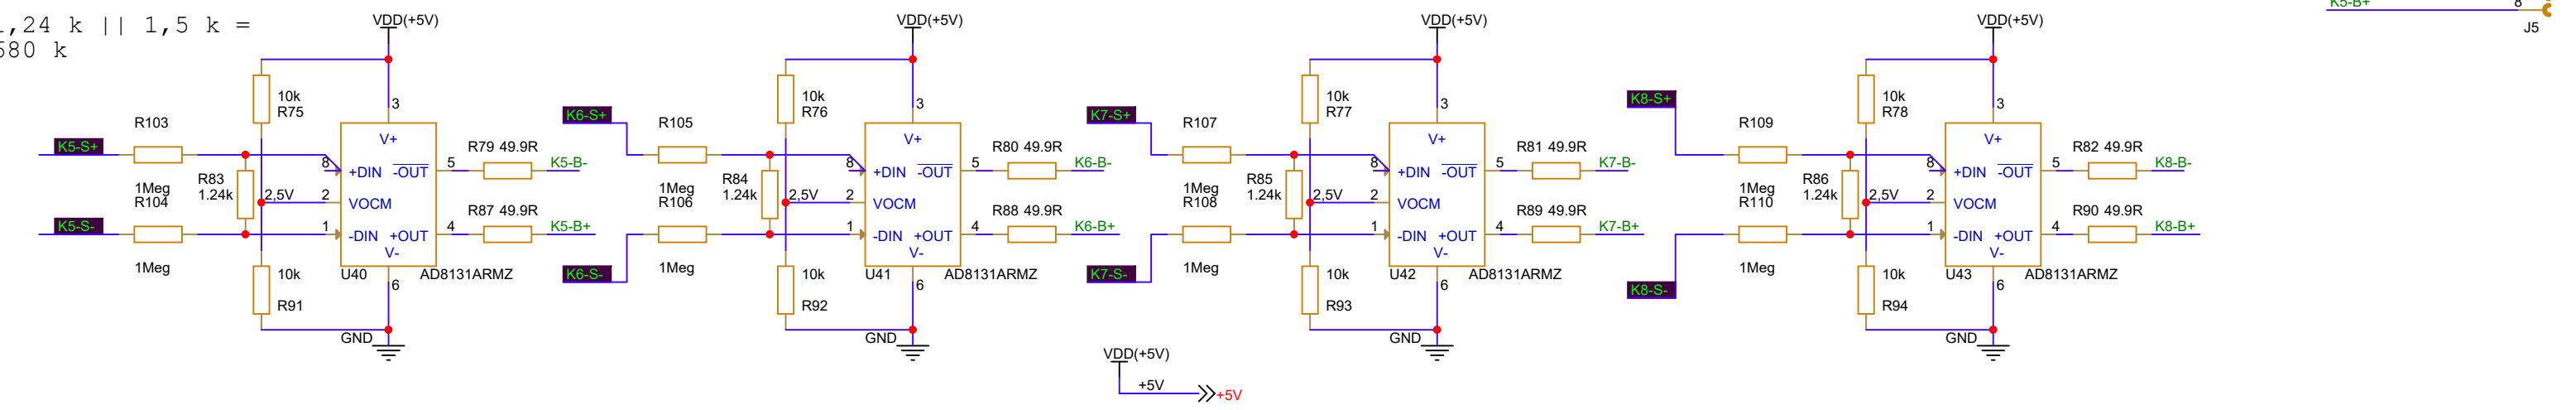 ,24 k || 1,5 k =
680 k
K5-B+
8
J5
VDD(+5V)
10k
R75
3
R103
V+
K5-S+
8
+DIN
-OUT
5
R79 49.9R
K5-B-
1Meg
R104
R83
1.24k
2,5V
2
VOCM
K5-S-
1
-DIN
+OUT
4
R87 49.9R
K5-B+
V-
1Meg
10k
U40
AD8131ARMZ
6
R91
GND
VDD(+5V)
10k
R76
3
K6-S+
R105
V+
8
+DIN
-OUT
5
R80 49.9R
K6-B-
1Meg
R106
R84
1.24k
2,5V
2
VOCM
1
-DIN
+OUT
4
R88 49.9R
K6-B+
V-
K6-S-
1Meg
10k
U41
AD8131ARMZ
6
R92
GND
VDD(+5V)
10k
R77
3
K7-S+
R107
V+
8
+DIN
-OUT
5
R81 49.9R
K7-B-
1Meg
R108
R85
1.24k
2,5V
2
VOCM
1
-DIN
+OUT
4
R89 49.9R
K7-B+
V-
K7-S-
1Meg
10k
U42
AD8131ARMZ
6
R93
GND
VDD(+5V)
10k
R78
3
K8-S+
R109
V+
8
+DIN
-OUT
5
R82 49.9R
K8-B-
1Meg
R110
R86
1.24k
2,5V
2
VOCM
1
-DIN
+OUT
4
R90 49.9R
K8-B+
V-
K8-S-
1Meg
10k
U43
AD8131ARMZ
6
R94
GND
VDD(+5V)
+5V
+5V